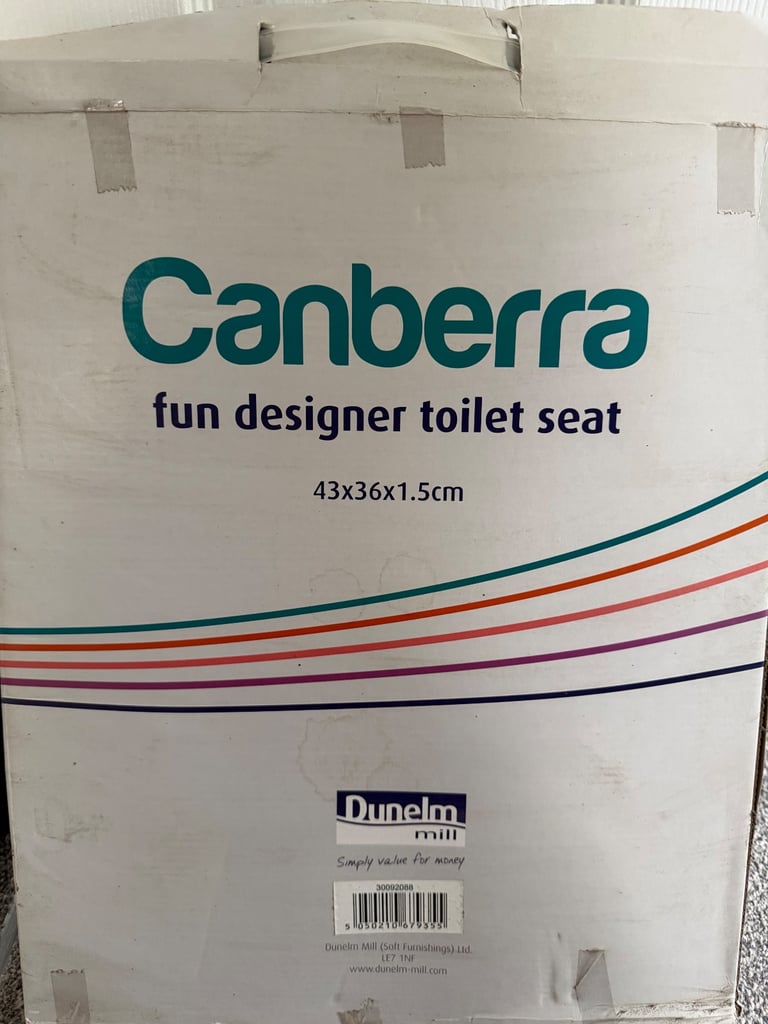 Canberra
fun designer toilet seat
43x36x1.5cm
Dunelm
mill
Simply value for money
30092088
5 050210 679355
Dunelm Mill (Soft Furnishings) Ltd.
LE7 1NF
www.dunelm-mill.com